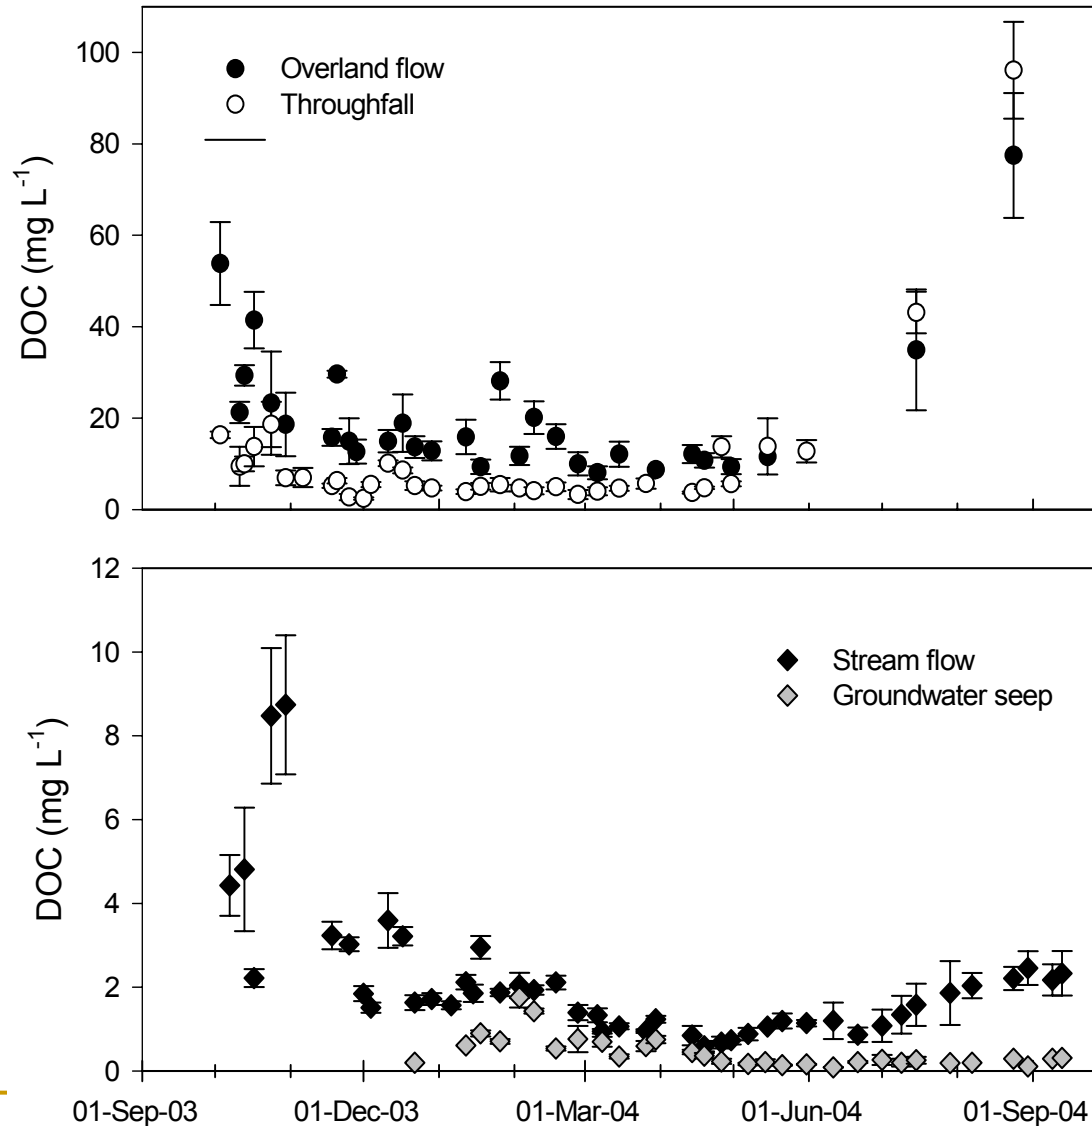 DOC (mg L⁻¹)
100
80
60
40
20
0
Overland flow
Throughfall
DOC (mg L⁻¹)
12
10
8
6
4
2
0
Stream flow
Groundwater seep
01-Sep-03 01-Dec-03 01-Mar-04 01-Jun-04 01-Sep-04